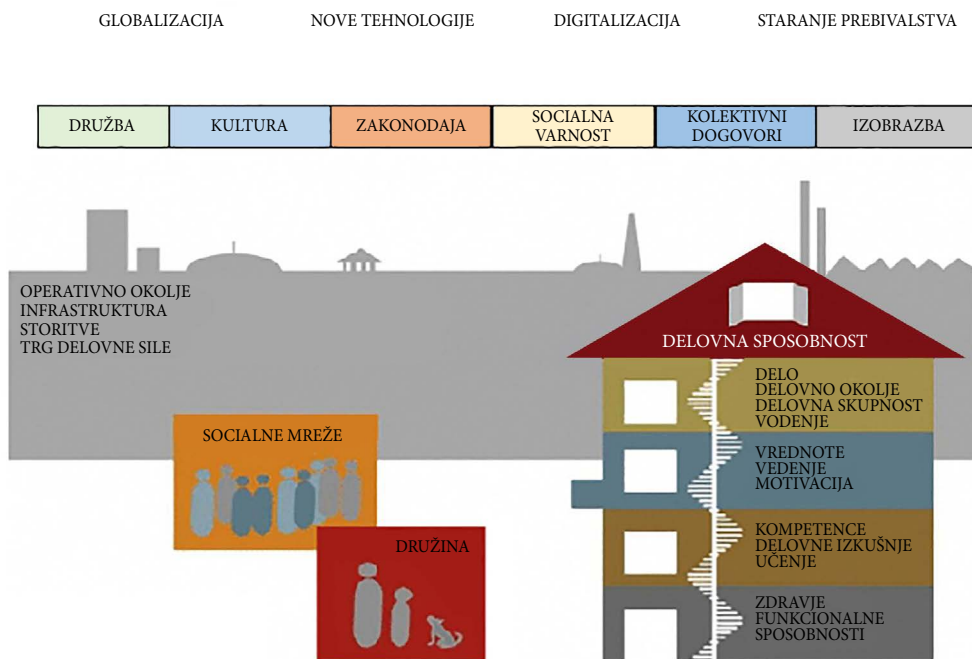 GLOBALIZACIJA
NOVE TEHNOLOGIJE
DIGITALIZACIJA
STARANJE PREBIVALSTVA
DRUŽBA
KULTURA
ZAKONODAJA
SOCIALNA
VARNOST
KOLEKTIVNI
DOGOVORI
IZOBRAZBA
OPERATIVNO OKOLJE
INFRASTRUKTURA
STORITVE
TRG DELOVNE SILE
DELOVNA SPOSOBNOST
DELO
DELOVNO OKOLJE
DELOVNA SKUPNOST
VODENJE
VREDNOTE
VEDENJE
MOTIVACIJA
KOMPETENCE
DELOVNE IZKUŠNJE
UČENJE
ZDRAVJE
FUNKCIONALNE
SPOSOBNOSTI
SOCIALNE MREŽE
DRUŽINA